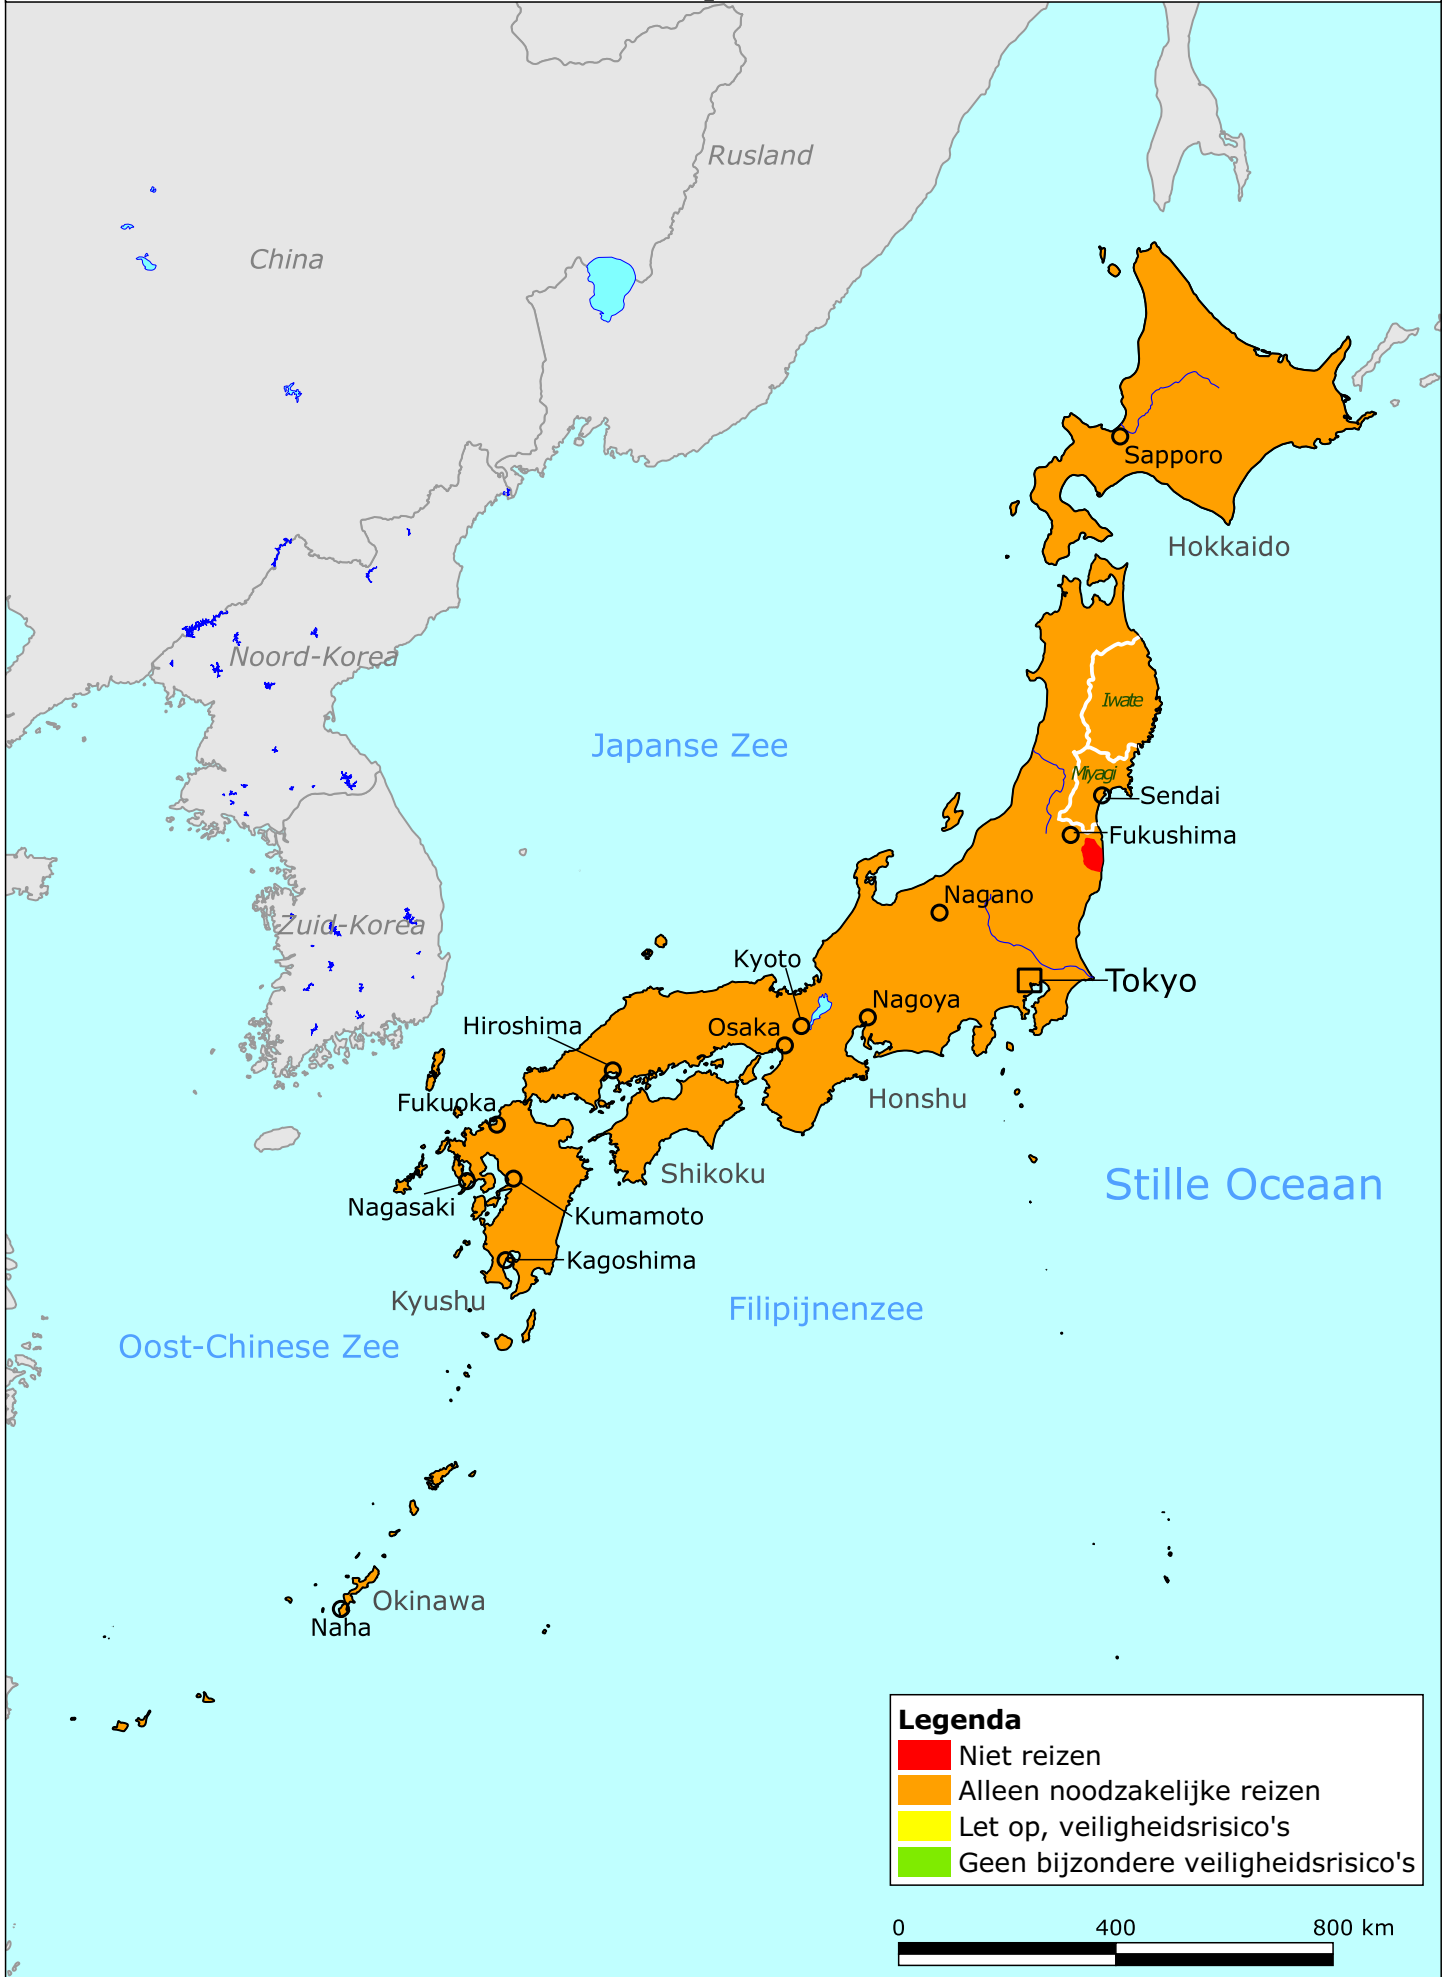 Rusland
China
Sapporo
Hokkaido
Noord-Korea
Iwate
Japanse Zee
Miyagi
Sendai
Fukushima
Nagano
Zuid-Korea
Kyoto
Tokyo
Nagoya
Hiroshima
Osaka
Honshu
Fukuoka
Shikoku
Stille Oceaan
Nagasaki
Kumamoto
Kagoshima
Kyushu
Filipijnenzee
Oost-Chinese Zee
Okinawa
Naha
Legenda
Niet reizen
Alleen noodzakelijke reizen
Let op, veiligheidsrisico's
Geen bijzondere veiligheidsrisico's
0 400 800 km